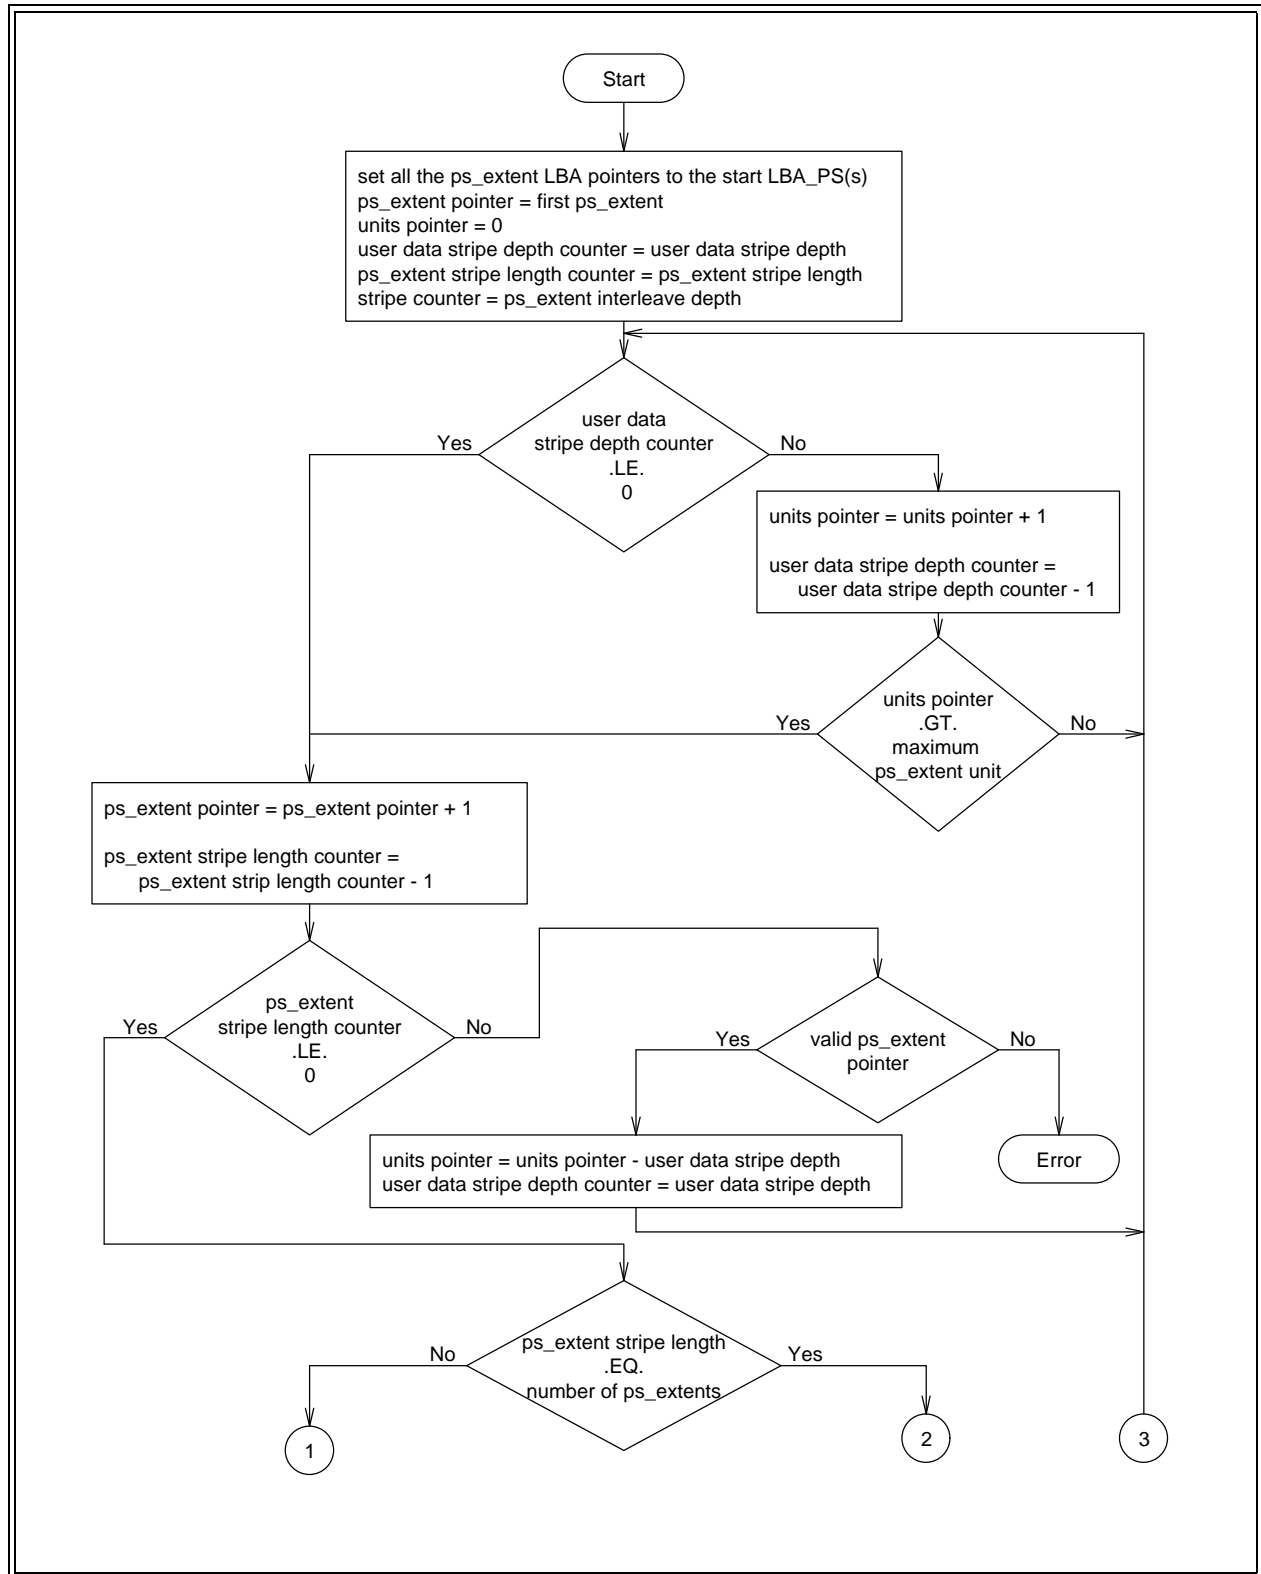 Start
set all the ps_extent LBA pointers to the start LBA_PS(s)
ps_extent pointer = first ps_extent
units pointer = 0
user data stripe depth counter = user data stripe depth
ps_extent stripe length counter = ps_extent stripe length
stripe counter = ps_extent interleave depth
user data
stripe depth counter
.LE.
0
Yes
No
units pointer = units pointer + 1
user data stripe depth counter =
user data stripe depth counter - 1
units pointer
.GT.
maximum
ps_extent unit
Yes
No
ps_extent pointer = ps_extent pointer + 1
ps_extent stripe length counter =
ps_extent strip length counter - 1
ps_extent
stripe length counter
.LE.
0
Yes
No
valid ps_extent
pointer
Yes
No
units pointer = units pointer - user data stripe depth
user data stripe depth counter = user data stripe depth
Error
ps_extent stripe length
.EQ.
number of ps_extents
No
Yes
1
2
3